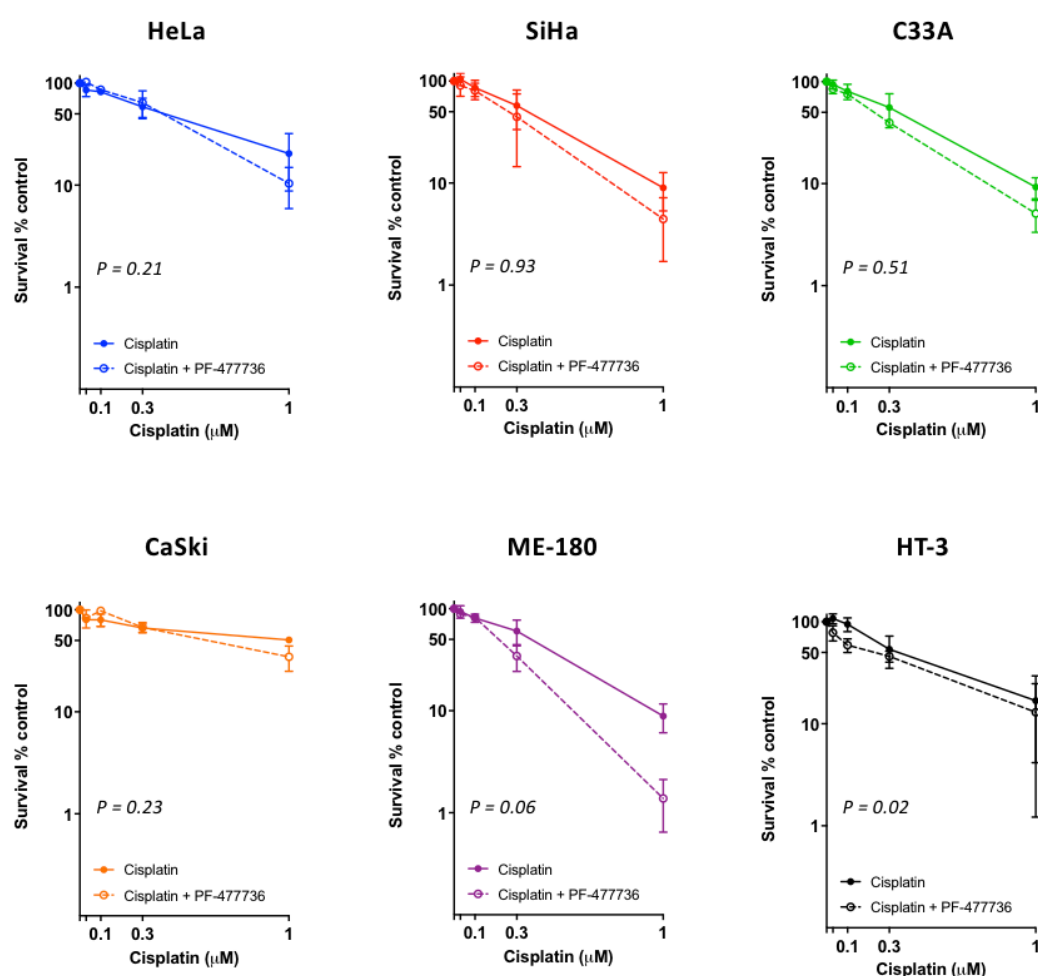 HeLa
Survival % control
100
50
10
1
P = 0.21
Cisplatin
Cisplatin + PF-477736
0.1 0.3 1
Cisplatin (μM)
SiHa
Survival % control
100
50
10
1
P = 0.93
Cisplatin
Cisplatin + PF-477736
0.1 0.3 1
Cisplatin (μM)
C33A
Survival % control
100
50
10
1
P = 0.51
Cisplatin
Cisplatin + PF-477736
0.1 0.3 1
Cisplatin (μM)
CaSki
Survival % control
100
50
10
1
P = 0.23
Cisplatin
Cisplatin + PF-477736
0.1 0.3 1
Cisplatin (μM)
ME-180
Survival % control
100
50
10
1
P = 0.06
Cisplatin
Cisplatin + PF-477736
0.1 0.3 1
Cisplatin (μM)
HT-3
Survival % control
100
50
10
1
P = 0.02
Cisplatin
Cisplatin + PF-477736
0.1 0.3 1
Cisplatin (μM)